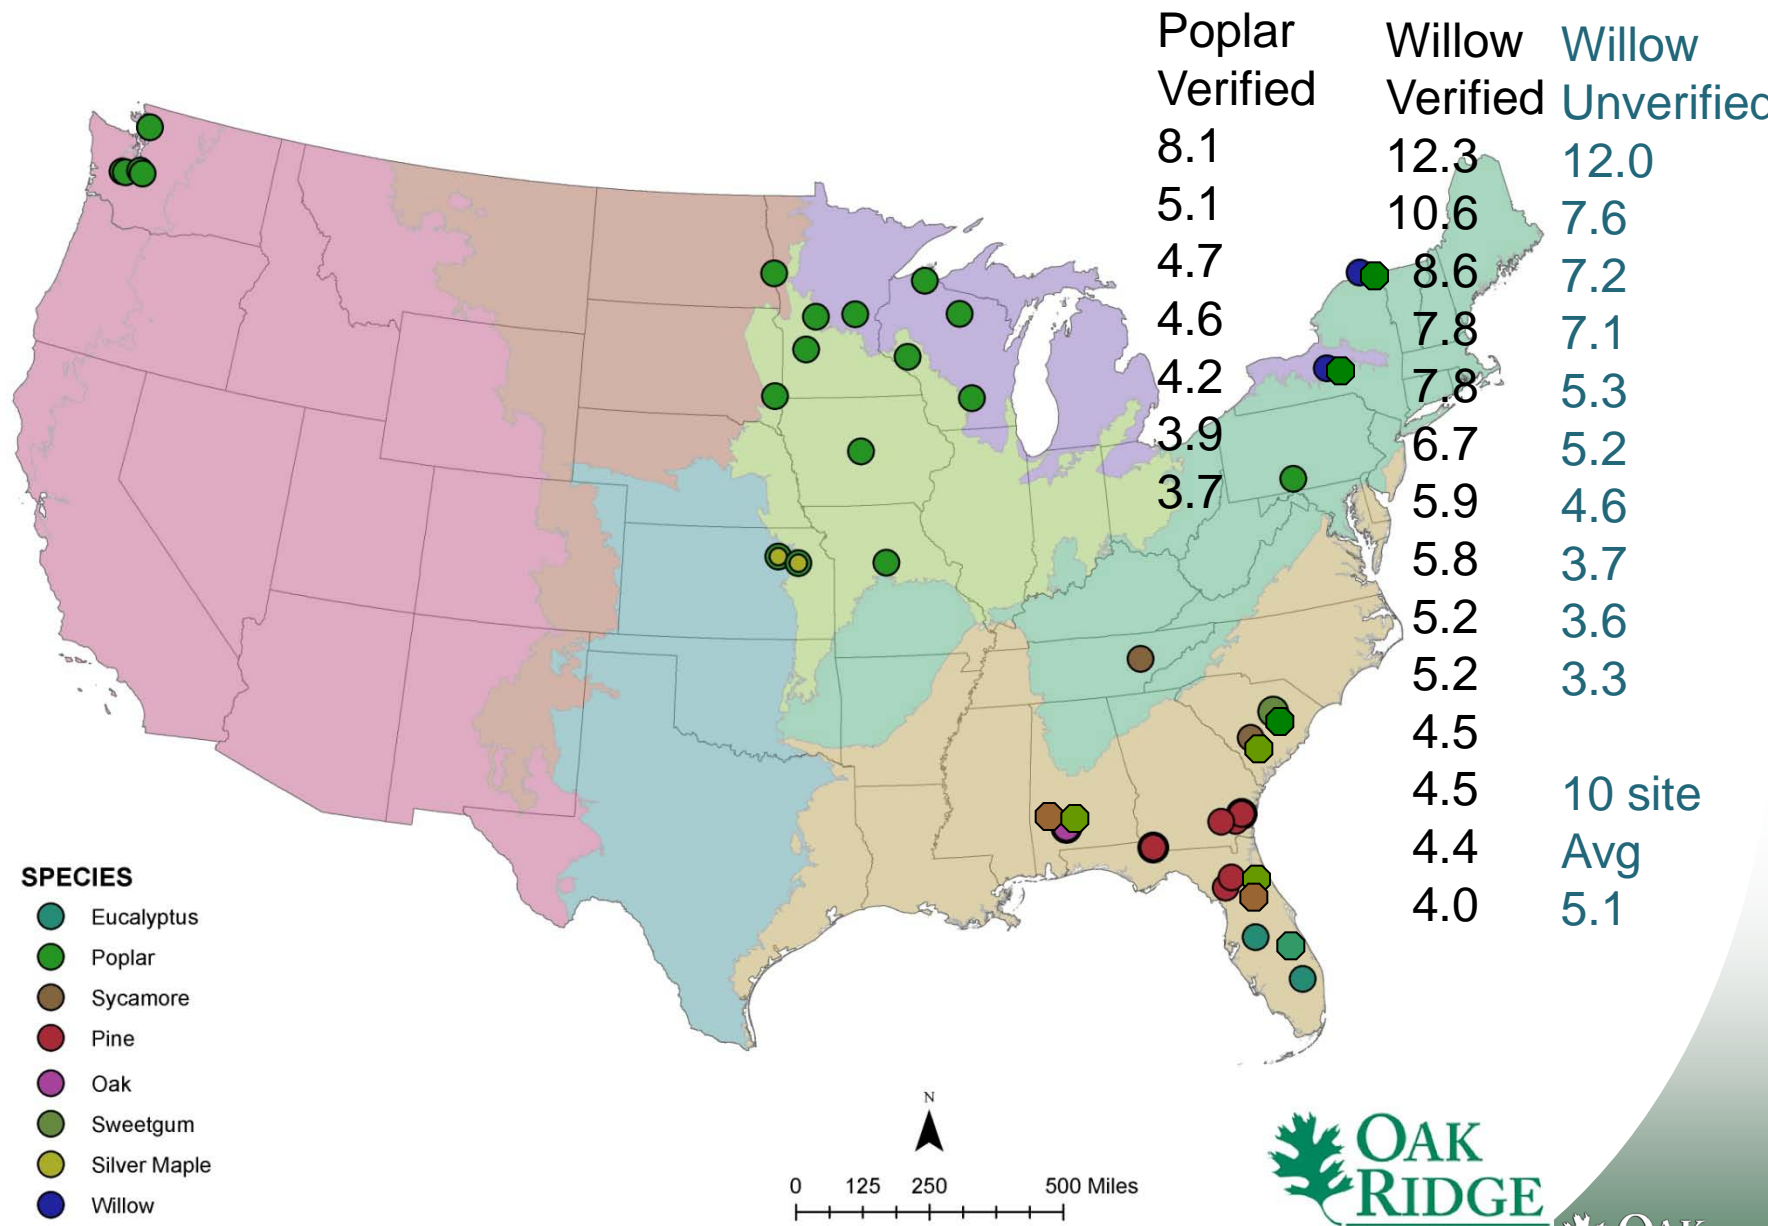 Poplar
Verified
8.1
5.1
4.7
4.6
4.2
3.9
3.7
Willow
Verified
12.3
10.6
8.6
7.8
7.8
6.7
5.9
5.8
5.2
5.2
4.5
4.5
4.4
4.0
Willow
Unverified
12.0
7.6
7.2
7.1
5.3
5.2
4.6
3.7
3.6
3.3
10 site
Avg
5.1
SPECIES
Eucalyptus
Poplar
Sycamore
Pine
Oak
Sweetgum
Silver Maple
Willow
N
0 125 250 500 Miles
OAK
RIDGE
OAK